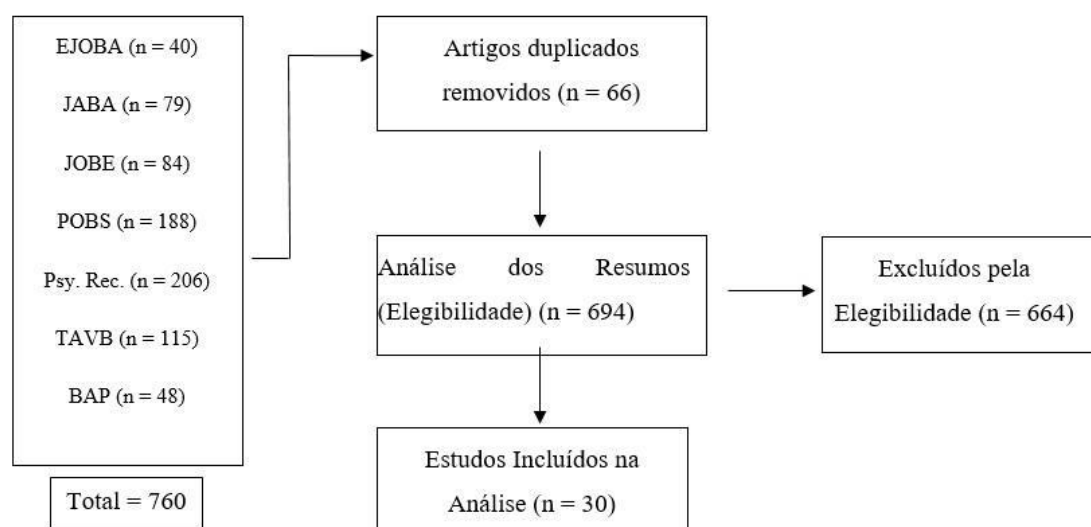 EJOBA (n = 40)
JABA (n = 79)
JOBE (n = 84)
POBS (n = 188)
Psy. Rec. (n = 206)
TAVB (n = 115)
BAP (n = 48)
Total = 760
Artigos duplicados
removidos (n = 66)
Análise dos Resumos
(Elegibilidade) (n = 694)
Excluídos pela
Elegibilidade (n = 664)
Estudos Incluídos na
Análise (n = 30)